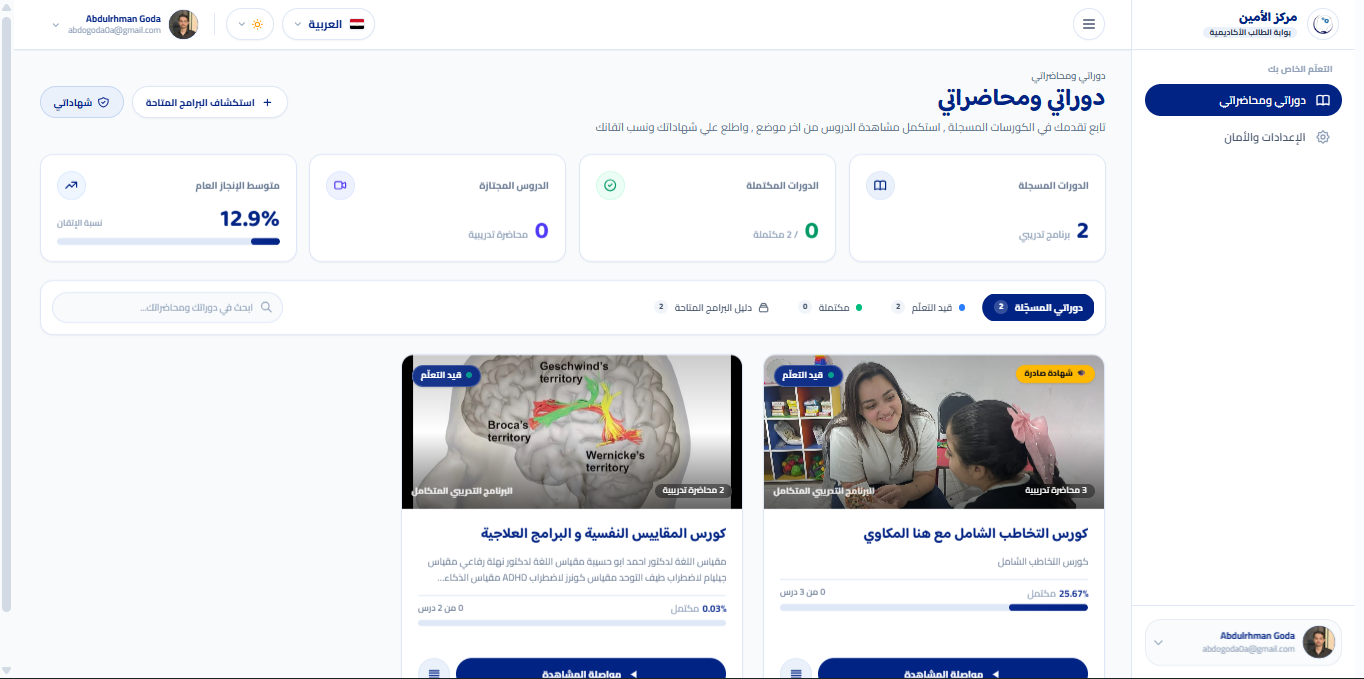 مركز الأمين
بوابة الطالب الأكاديمية
العربية
Abdulrhman Goda
abdogoda0a@gmail.com
التعلّم الخاص بك
دوراتي ومحاضراتي
الإعدادات والأمان
دوراتي ومحاضراتي
دوراتي ومحاضراتي
تابع تقدمك في الكورسات المسجلة , استكمل مشاهدة الدروس من اخر موضع , واطلع علي شهاداتك ونسب اتقانك
+ استكشاف البرامج المتاحة
شهاداتي
الدورات المسجلة
2 برنامج تدريبي
الدورات المكتملة
0 / 2 مكتملة
الدروس المجتازة
0 محاضرة تدريبية
متوسط الإنجاز العام
12.9% نسبة الإتقان
دوراتي المسجّلة 2
قيد التعلّم 2
مكتملة 0
دليل البرامج المتاحة 2
ابحث في دوراتك ومحاضراتك...
شهادة صادرة
قيد التعلّم
3 محاضرة تدريبية
البرنامج التدريبي المتكامل
كورس التخاطب الشامل مع هنا المكاوي
كورس التخاطب الشامل
25.67% مكتمل
0 من 3 درس
مواصلة المشاهدة
قيد التعلّم
Geschwind's
territory
Broca's
territory
Wernicke's
territory
2 محاضرة تدريبية
البرنامج التدريبي المتكامل
كورس المقاييس النفسية و البرامج العلاجية
مقياس اللغة لدكتور احمد ابو حسيبة مقياس اللغة لدكتور نهلة رفاعي مقياس
جيليام لاضطراب طيف التوحد مقياس كونرز لاضطراب ADHD مقياس الذكاء...
0.03% مكتمل
0 من 2 درس
مواصلة المشاهدة
Abdulrhman Goda
abdogoda0a@gmail.com